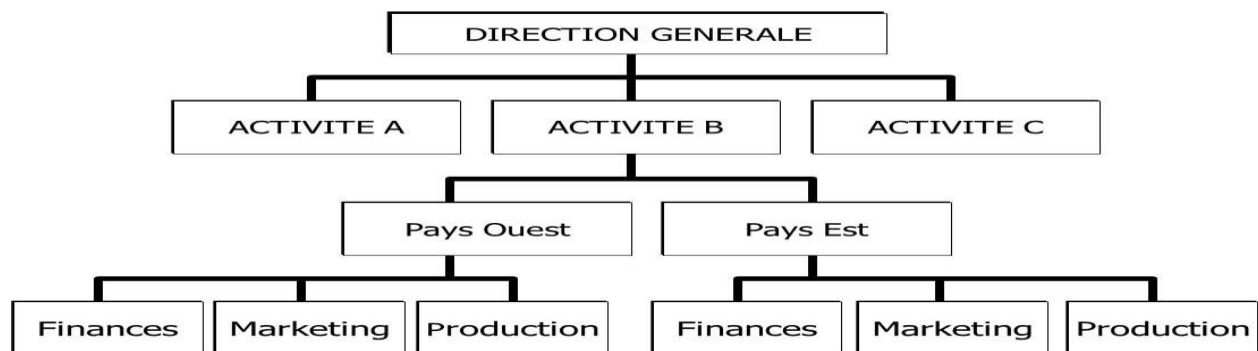 DIRECTION GENERALE
ACTIVITE A
ACTIVITE B
ACTIVITE C
Pays Ouest
Pays Est
Finances
Marketing
Production
Finances
Marketing
Production